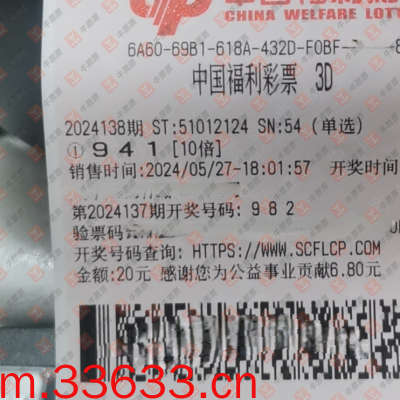 CHINA WELFARE LOTT
6A60-69B1-618A-432D-F0BF-
中国福利彩票 3D
2024138期 ST:51012124 SN:54 (单选)
① 9 4 1 [10倍]
销售时间:2024/05/27-18:01:57 开奖时间
第2024137期开奖号码: 9 8 2
验票码
开奖号码查询: HTTPS://WWW.SCFLCP.COM
金额:20元 感谢您为公益事业贡献6.80元
m.33633.cn